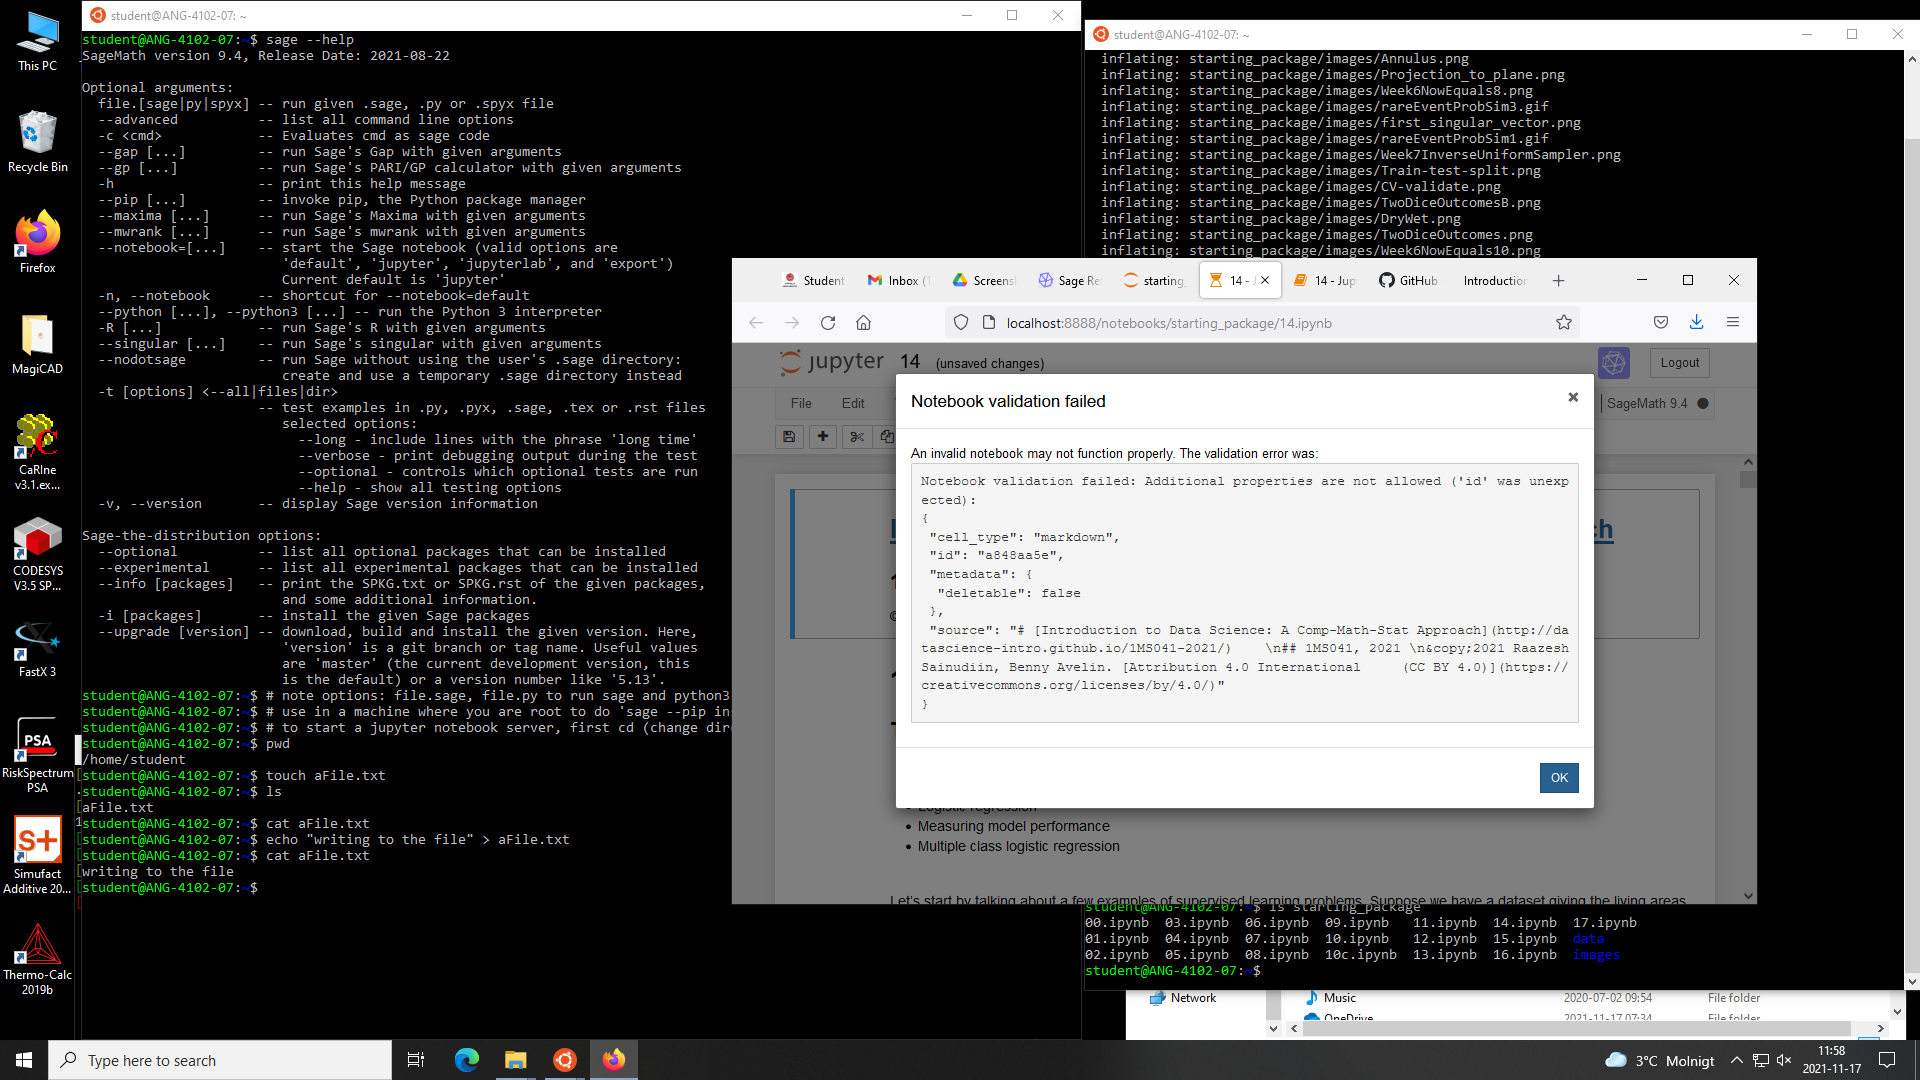 This PC
Recycle Bin
Firefox
MagiCAD
CaRIne
v3.1.ex...
CODESYS
V3.5 SP...
FastX 3
RiskSpectrum
PSA
Simufact
Additive 20...
Thermo-Calc
2019b
student@ANG-4102-07: ~
student@ANG-4102-07:~$ sage --help
SageMath version 9.4, Release Date: 2021-08-22
Optional arguments:
file.[sage|py|spyx] -- run given .sage, .py or .spyx file
--advanced -- list all command line options
-c <cmd> -- Evaluates cmd as sage code
--gap [...] -- run Sage's Gap with given arguments
--gp [...] -- run Sage's PARI/GP calculator with given arguments
-h -- print this help message
--pip [...] -- invoke pip, the Python package manager
--maxima [...] -- run Sage's Maxima with given arguments
--mwrank [...] -- run Sage's mwrank with given arguments
--notebook=[...] -- start the Sage notebook (valid options are
'default', 'jupyter', 'jupyterlab', and 'export')
Current default is 'jupyter'
-n, --notebook -- shortcut for --notebook=default
--python [...], --python3 [...] -- run the Python 3 interpreter
-R [...] -- run Sage's R with given arguments
--singular [...] -- run Sage's singular with given arguments
--nodotsage -- run Sage without using the user's .sage directory:
create and use a temporary .sage directory instead
-t [options] <--all|files|dir>
-- test examples in .py, .pyx, .sage, .tex or .rst files
selected options:
--long - include lines with the phrase 'long time'
--verbose - print debugging output during the test
--optional - controls which optional tests are run
--help - show all testing options
-v, --version -- display Sage version information
Sage-the-distribution options:
--optional -- list all optional packages that can be installed
--experimental -- list all experimental packages that can be installed
--info [packages] -- print the SPKG.txt or SPKG.rst of the given packages,
and some additional information.
-i [packages] -- install the given Sage packages
--upgrade [version] -- download, build and install the given version. Here,
'version' is a git branch or tag name. Useful values
are 'master' (the current development version, this
is the default) or a version number like '5.13'.
student@ANG-4102-07:~$ # note options: file.sage, file.py to run sage and python3
student@ANG-4102-07:~$ # use in a machine where you are root to do 'sage --pip in
student@ANG-4102-07:~$ # to start a jupyter notebook server, first cd (change dir
student@ANG-4102-07:~$ pwd
/home/student
student@ANG-4102-07:~$ touch aFile.txt
student@ANG-4102-07:~$ ls
aFile.txt
student@ANG-4102-07:~$ cat aFile.txt
student@ANG-4102-07:~$ echo "writing to the file" > aFile.txt
student@ANG-4102-07:~$ cat aFile.txt
writing to the file
student@ANG-4102-07:~$
student@ANG-4102-07: ~
inflating: starting_package/images/Annulus.png
inflating: starting_package/images/Projection_to_plane.png
inflating: starting_package/images/Week6NowEquals8.png
inflating: starting_package/images/rareEventProbSim3.gif
inflating: starting_package/images/first_singular_vector.png
inflating: starting_package/images/rareEventProbSim1.gif
inflating: starting_package/images/Week7InverseUniformSampler.png
inflating: starting_package/images/Train-test-split.png
inflating: starting_package/images/CV-validate.png
inflating: starting_package/images/TwoDiceOutcomesB.png
inflating: starting_package/images/DryWet.png
inflating: starting_package/images/TwoDiceOutcomes.png
inflating: starting_package/images/Week6NowEquals10.png
Student Inbox (1 Screensh Sage Re starting_ 14 - J 14 - Jup GitHub Introduction
localhost:8888/notebooks/starting_package/14.ipynb
jupyter 14 (unsaved changes) Logout
File Edit SageMath 9.4
Notebook validation failed
An invalid notebook may not function properly. The validation error was:
Notebook validation failed: Additional properties are not allowed ('id' was unexp
ected):
{
"cell_type": "markdown",
"id": "a848aa5e",
"metadata": {
"deletable": false
},
"source": "# [Introduction to Data Science: A Comp-Math-Stat Approach](http://da
tascience-intro.github.io/1MS041-2021/) \n## 1MS041, 2021 \n&copy;2021 Raazesh
Sainudiin, Benny Avelin. [Attribution 4.0 International (CC BY 4.0)](https://
creativecommons.org/licenses/by/4.0/)"
}
OK
ch
Logistic regression
Measuring model performance
Multiple class logistic regression
Let's start by talking about a few examples of supervised learning problems. Suppose we have a dataset giving the living areas
student@ANG-4102-07:~$ ls starting_package
00.ipynb 03.ipynb 06.ipynb 09.ipynb 11.ipynb 14.ipynb 17.ipynb
01.ipynb 04.ipynb 07.ipynb 10.ipynb 12.ipynb 15.ipynb data
02.ipynb 05.ipynb 08.ipynb 10c.ipynb 13.ipynb 16.ipynb images
student@ANG-4102-07:~$
Network Music 2020-07-02 09:54 File folder
OneDrive 2021-11-17 07:34 File folder
Type here to search
3°C Molnigt
11:58
2021-11-17